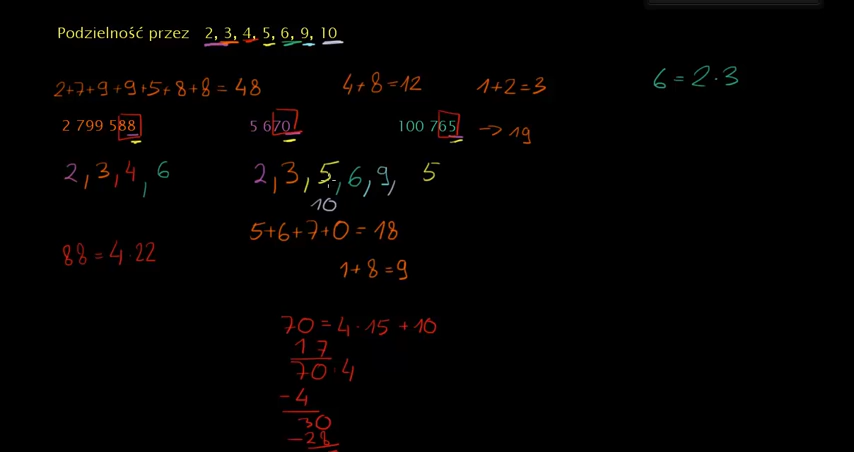 Podzielność przez 2, 3, 4, 5, 6, 9, 10
2+7+9+9+5+8+8=48 4+8=12 1+2=3 6=2·3
2 799 588 5 670 100 765 → 19
2, 3, 4, 6 2, 3, 5, 6, 9, 5
10
5+6+7+0=18
88=4·22
1+8=9
70=4·15+10
17
70·4
-4
30
-28